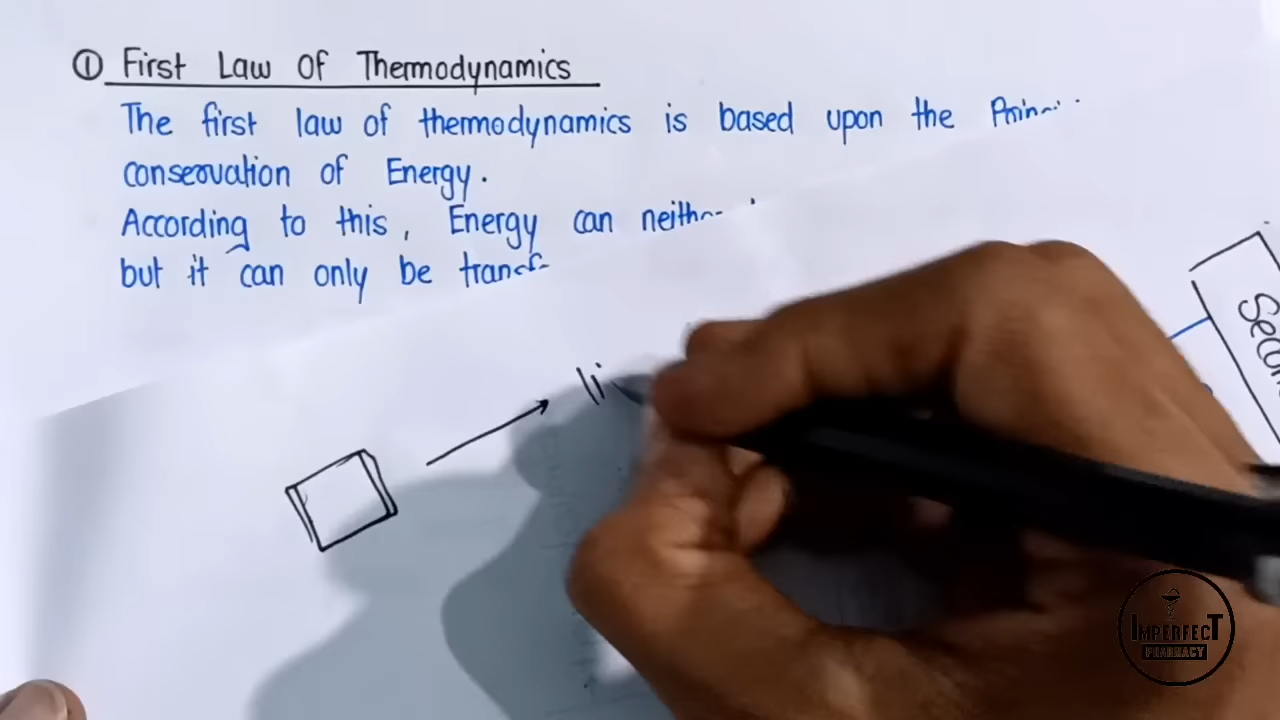 ① First Law Of Thermodynamics
The first law of thermodynamics is based upon the
conservation of Energy.
According to this, Energy can
but it can only be
IMPERFECT
PHARMACY